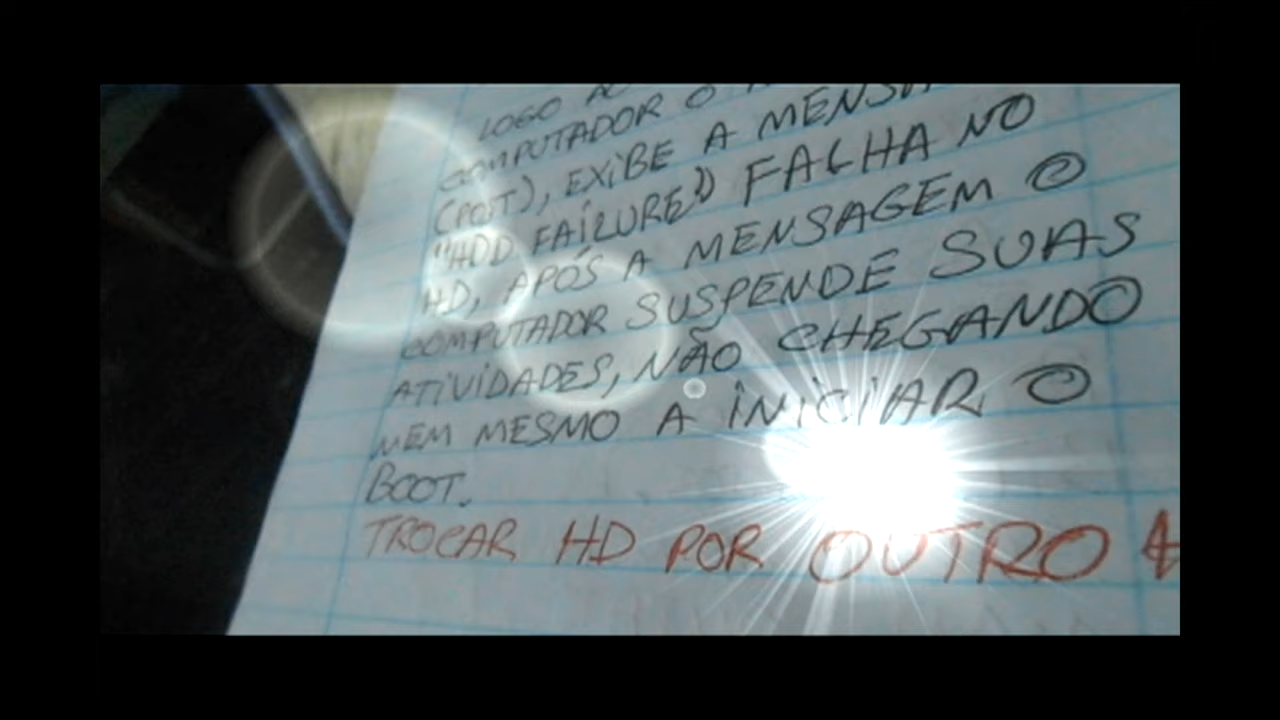 LOGO
COMPUTADOR O
(POST), EXIBE A
"HDD FAILURE") FALHA NO
HD, APÓS A MENSAGEM O
COMPUTADOR SUSPENDE SUAS
ATIVIDADES, NÃO CHEGANDO
NEM MESMO A INICIAR O
BOOT.
TROCAR HD POR OUTRO